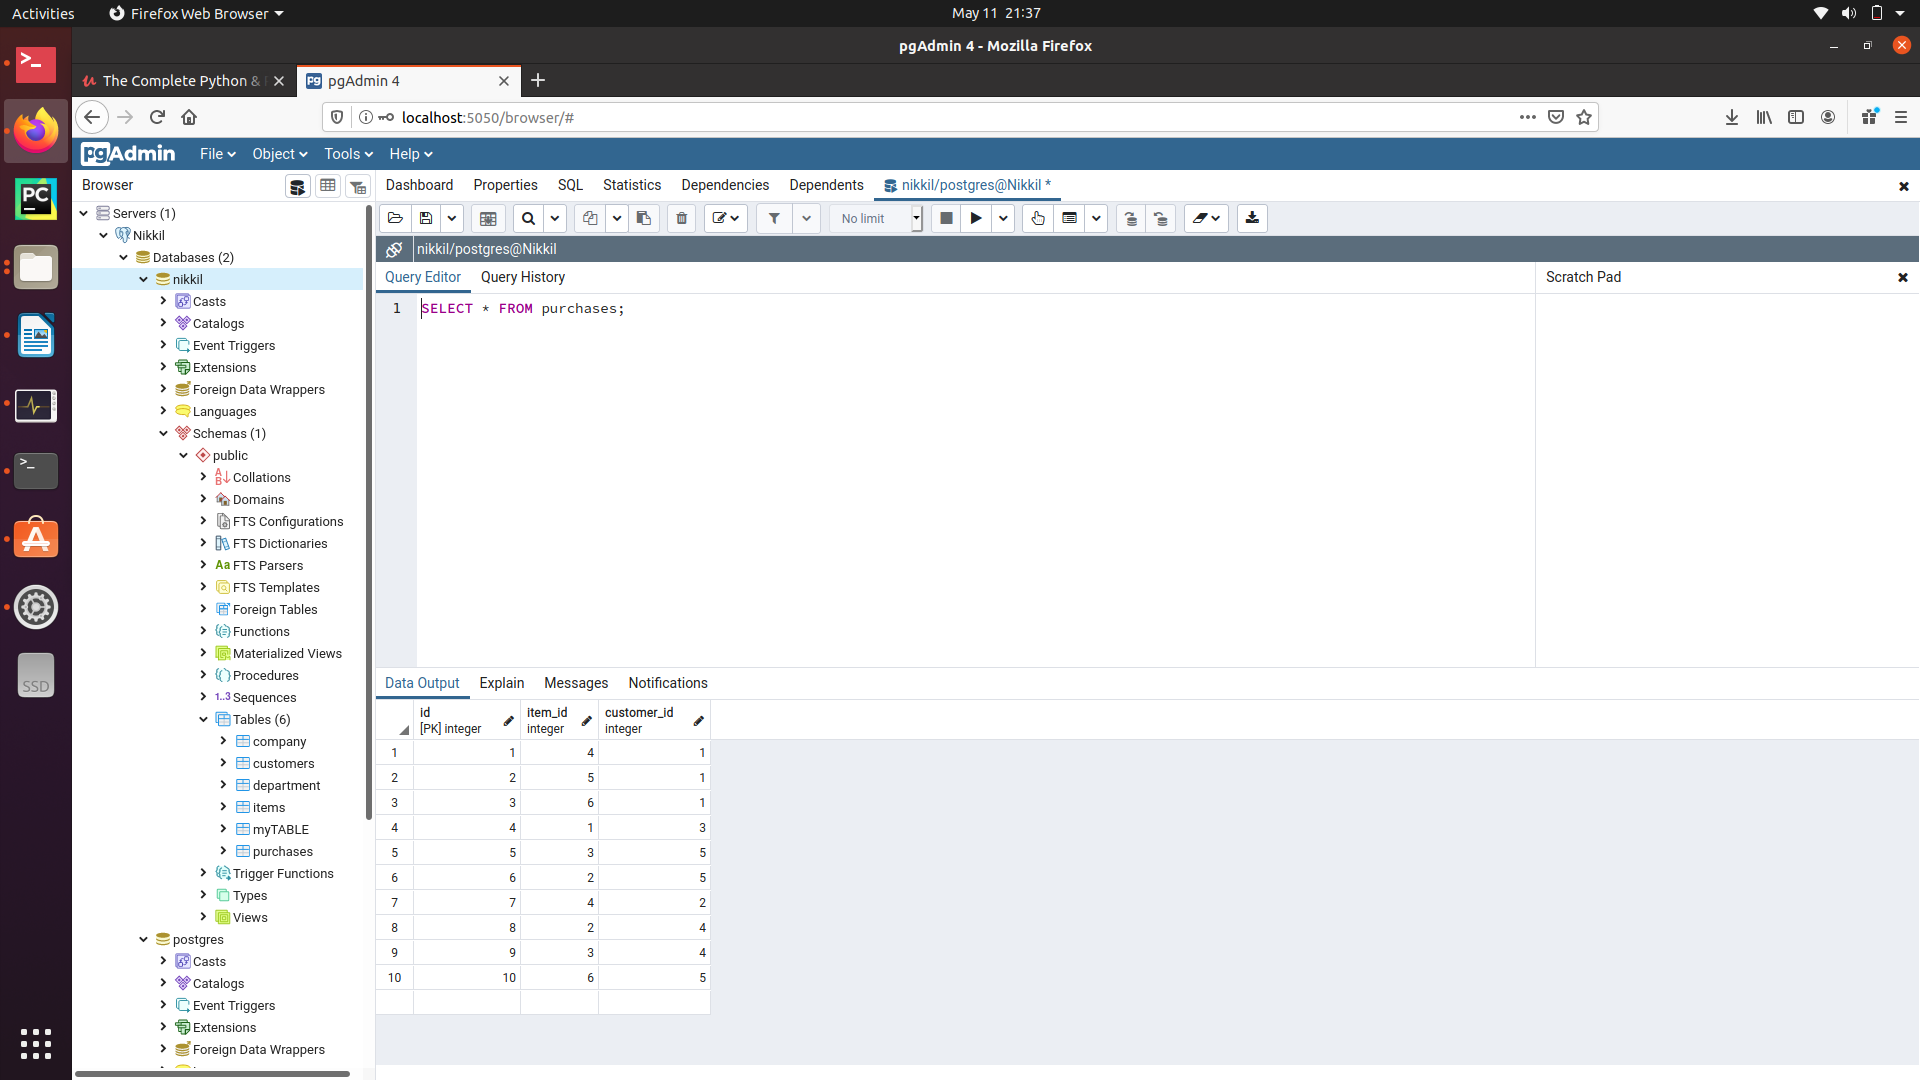 Activities
Firefox Web Browser
May 11 21:37
pgAdmin 4 - Mozilla Firefox
The Complete Python &
pgAdmin 4
localhost:5050/browser/#
pgAdmin
File
Object
Tools
Help
Browser
Dashboard
Properties
SQL
Statistics
Dependencies
Dependents
nikkil/postgres@Nikkil *
No limit
nikkil/postgres@Nikkil
Query Editor
Query History
Scratch Pad
1 SELECT * FROM purchases;
Servers (1)
Nikkil
Databases (2)
nikkil
Casts
Catalogs
Event Triggers
Extensions
Foreign Data Wrappers
Languages
Schemas (1)
public
Collations
Domains
FTS Configurations
FTS Dictionaries
Aa FTS Parsers
FTS Templates
Foreign Tables
Functions
Materialized Views
Procedures
1..3 Sequences
Tables (6)
company
customers
department
items
myTABLE
purchases
Trigger Functions
Types
Views
postgres
Casts
Catalogs
Event Triggers
Extensions
Foreign Data Wrappers
Data Output
Explain
Messages
Notifications
id item_id customer_id
[PK] integer integer integer
1 1 4 1
2 2 5 1
3 3 6 1
4 4 1 3
5 5 3 5
6 6 2 5
7 7 4 2
8 8 2 4
9 9 3 4
10 10 6 5
PC
SSD